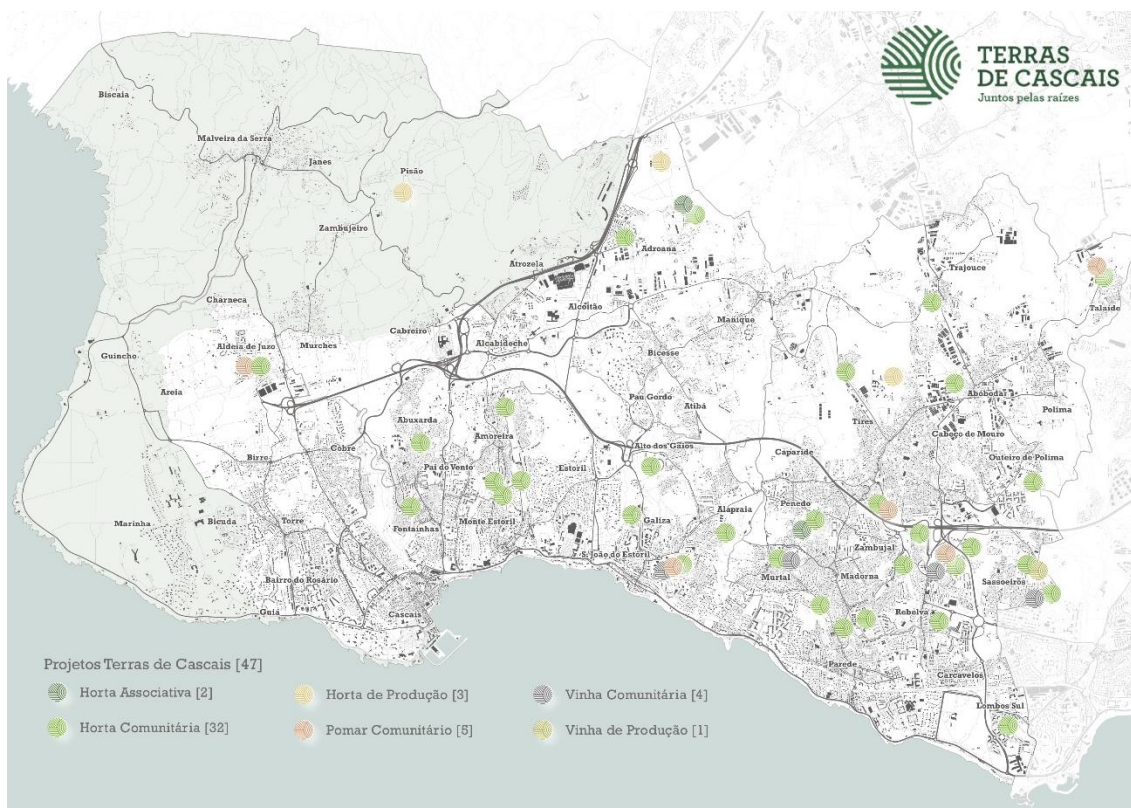 TERRAS
DE CASCAIS
Juntos pelas raízes
Biscaia
Malveira da Serra
Janes
Pisão
Zambujeiro
Adroana
Atrozela
Trajouce
Talaíde
Charneca
Alcoitão
Manique
Cabreiro
Guincho
Aldeia de Juzo
Murches
Alcabideche
Bicesse
Areia
Pau Gordo
Atibá
Abóboda
Polima
Abuxarda
Amoreira
Tires
Cabeço de Mouro
Birre
Cobre
Pai do Vento
Estoril
Alto dos Gaios
Caparide
Outeiro de Polima
Marinha
Bicuda
Torre
Fontainhas
Monte Estoril
Galiza
Alapraia
Penedo
Zambujal
S. João do Estoril
Murtal
Madorna
Sassoeiros
Bairro do Rosário
Guia
Cascais
Rebelva
Parede
Carcavelos
Lombos Sul
Projetos Terras de Cascais [47]
Horta Associativa [2]
Horta de Produção [3]
Vinha Comunitária [4]
Horta Comunitária [32]
Pomar Comunitário [5]
Vinha de Produção [1]